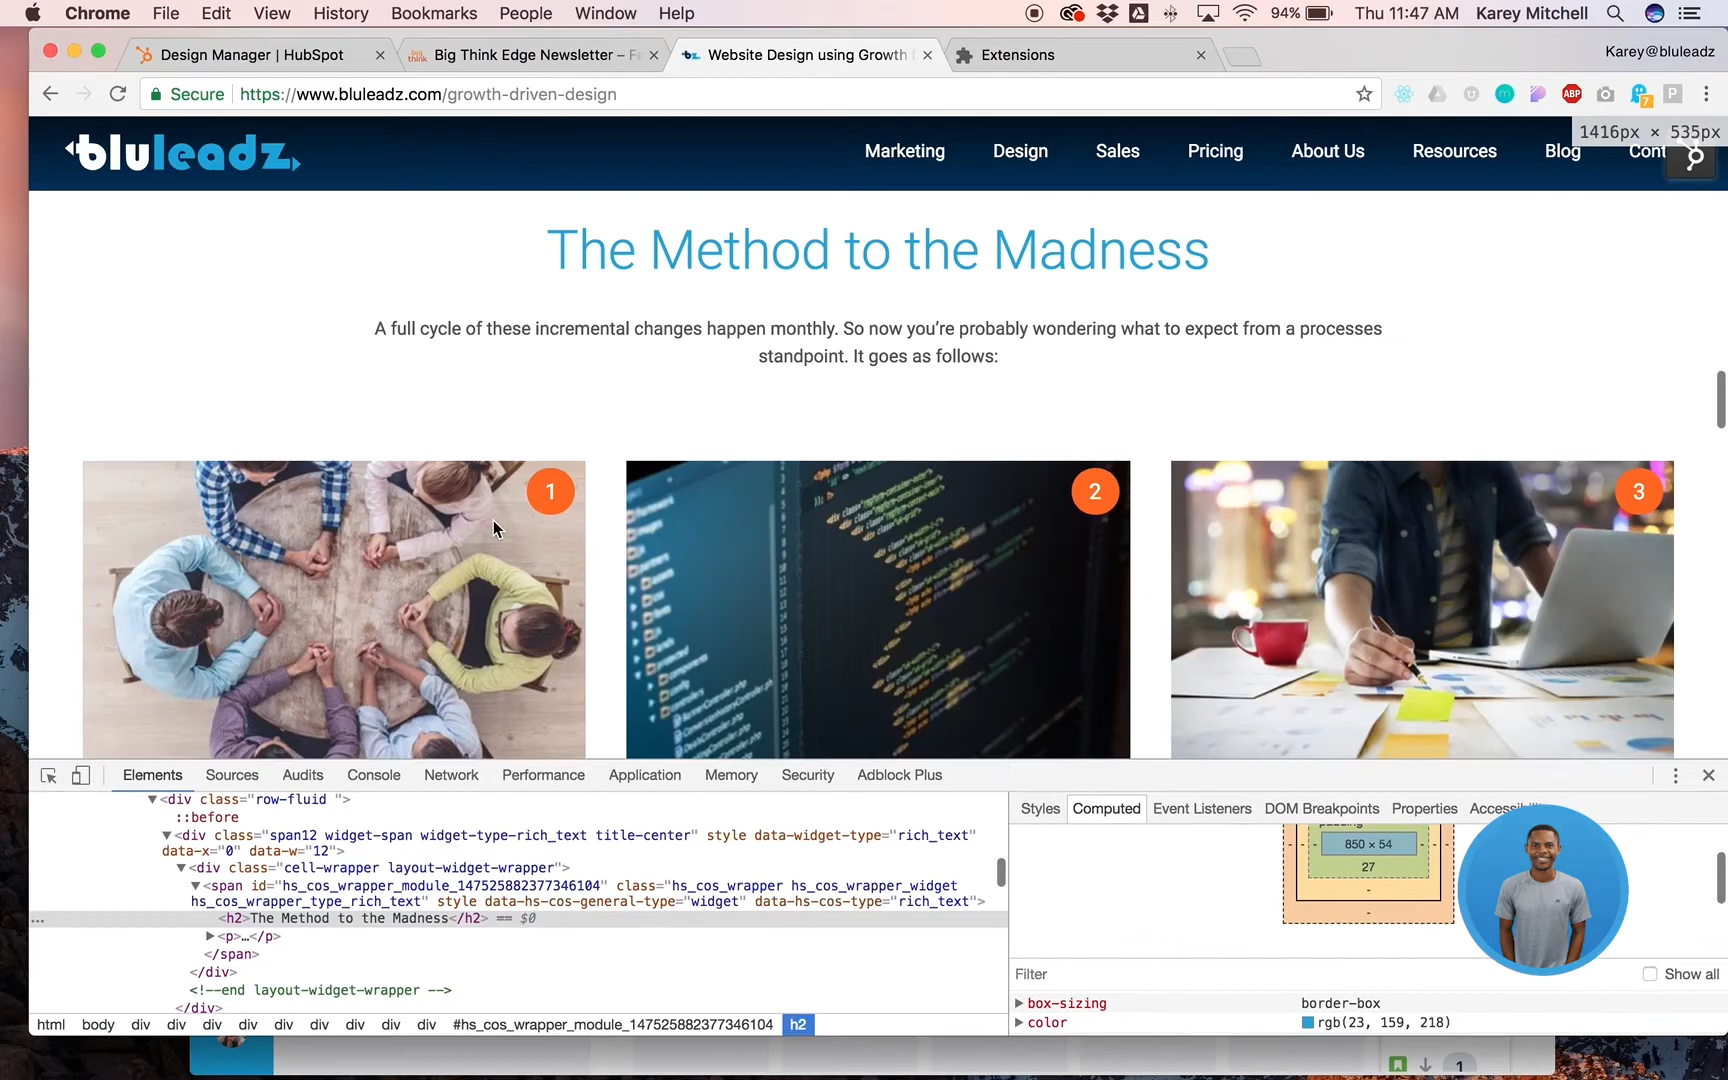 Chrome File Edit View History Bookmarks People Window Help 94% Thu 11:47 AM Karey Mitchell
Design Manager | HubSpot Big Think Edge Newsletter – Fe Website Design using Growth Extensions Karey@bluleadz
Secure https://www.bluleadz.com/growth-driven-design ABP 7 P
1416px × 535px
bluleadz Marketing Design Sales Pricing About Us Resources Blog Cont
The Method to the Madness
A full cycle of these incremental changes happen monthly. So now you’re probably wondering what to expect from a processes
standpoint. It goes as follows:
1 2 3
Elements Sources Audits Console Network Performance Application Memory Security Adblock Plus
<div class="row-fluid ">
::before
<div class="span12 widget-span widget-type-rich_text title-center" style data-widget-type="rich_text"
data-x="0" data-w="12">
<div class="cell-wrapper layout-widget-wrapper">
<span id="hs_cos_wrapper_module_147525882377346104" class="hs_cos_wrapper hs_cos_wrapper_widget
hs_cos_wrapper_type_rich_text" style data-hs-cos-general-type="widget" data-hs-cos-type="rich_text">
... <h2>The Method to the Madness</h2> == $0
<p>…</p>
</span>
</div>
<!--end layout-widget-wrapper -->
</div>
html body div div div div div div div div div #hs_cos_wrapper_module_147525882377346104 h2
Styles Computed Event Listeners DOM Breakpoints Properties Accessibility
padding
- - - 850 × 54 - - -
27
-
-
Filter Show all
box-sizing border-box
color rgb(23, 159, 218)
1